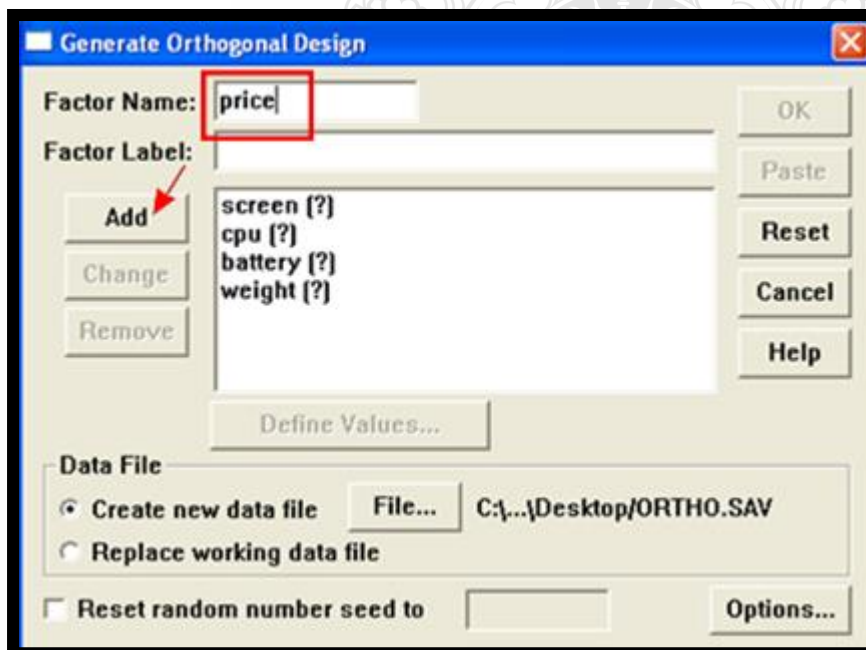 Generate Orthogonal Design
Factor Name: price
OK
Factor Label:
Paste
Add
screen (?)
cpu (?)
battery (?)
weight (?)
Reset
Change
Cancel
Remove
Help
Define Values...
Data File
Create new data file File... C:\...\Desktop/ORTHO.SAV
Replace working data file
Reset random number seed to Options...